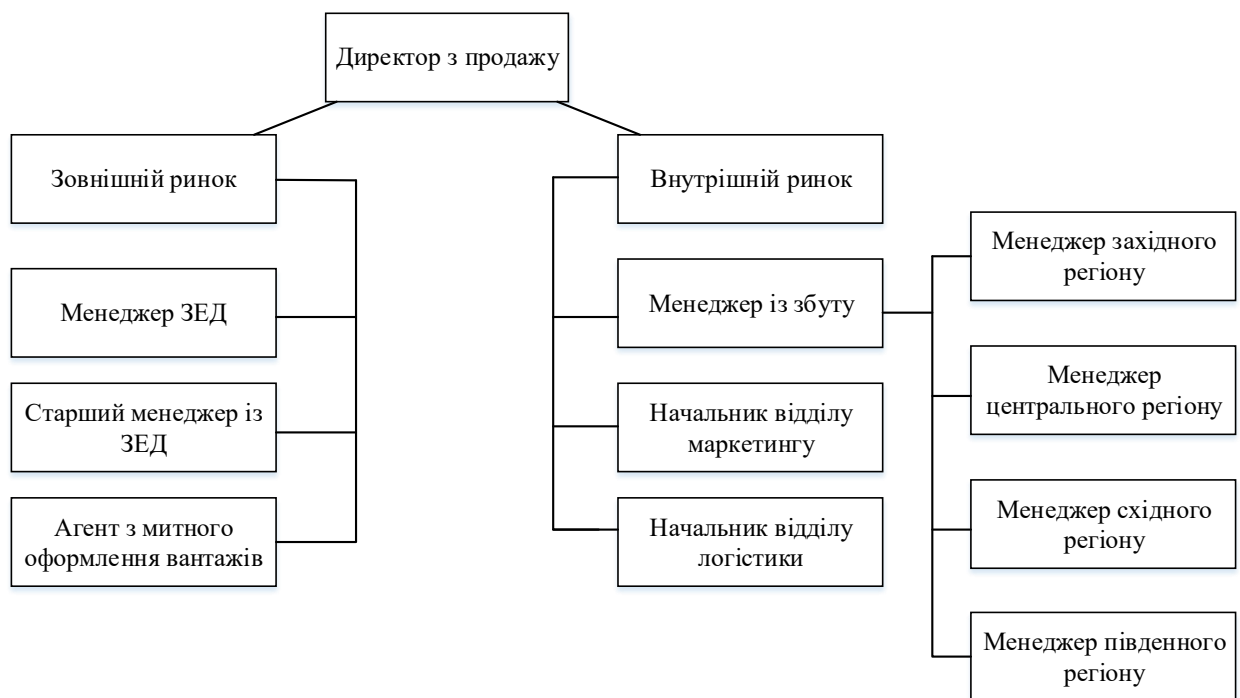 Директор з продажу
Зовнішній ринок
Менеджер ЗЕД
Старший менеджер із
ЗЕД
Агент з митного
оформлення вантажів
Внутрішній ринок
Менеджер із збуту
Начальник відділу
маркетингу
Начальник відділу
логістики
Менеджер західного
регіону
Менеджер
центрального регіону
Менеджер східного
регіону
Менеджер південного
регіону